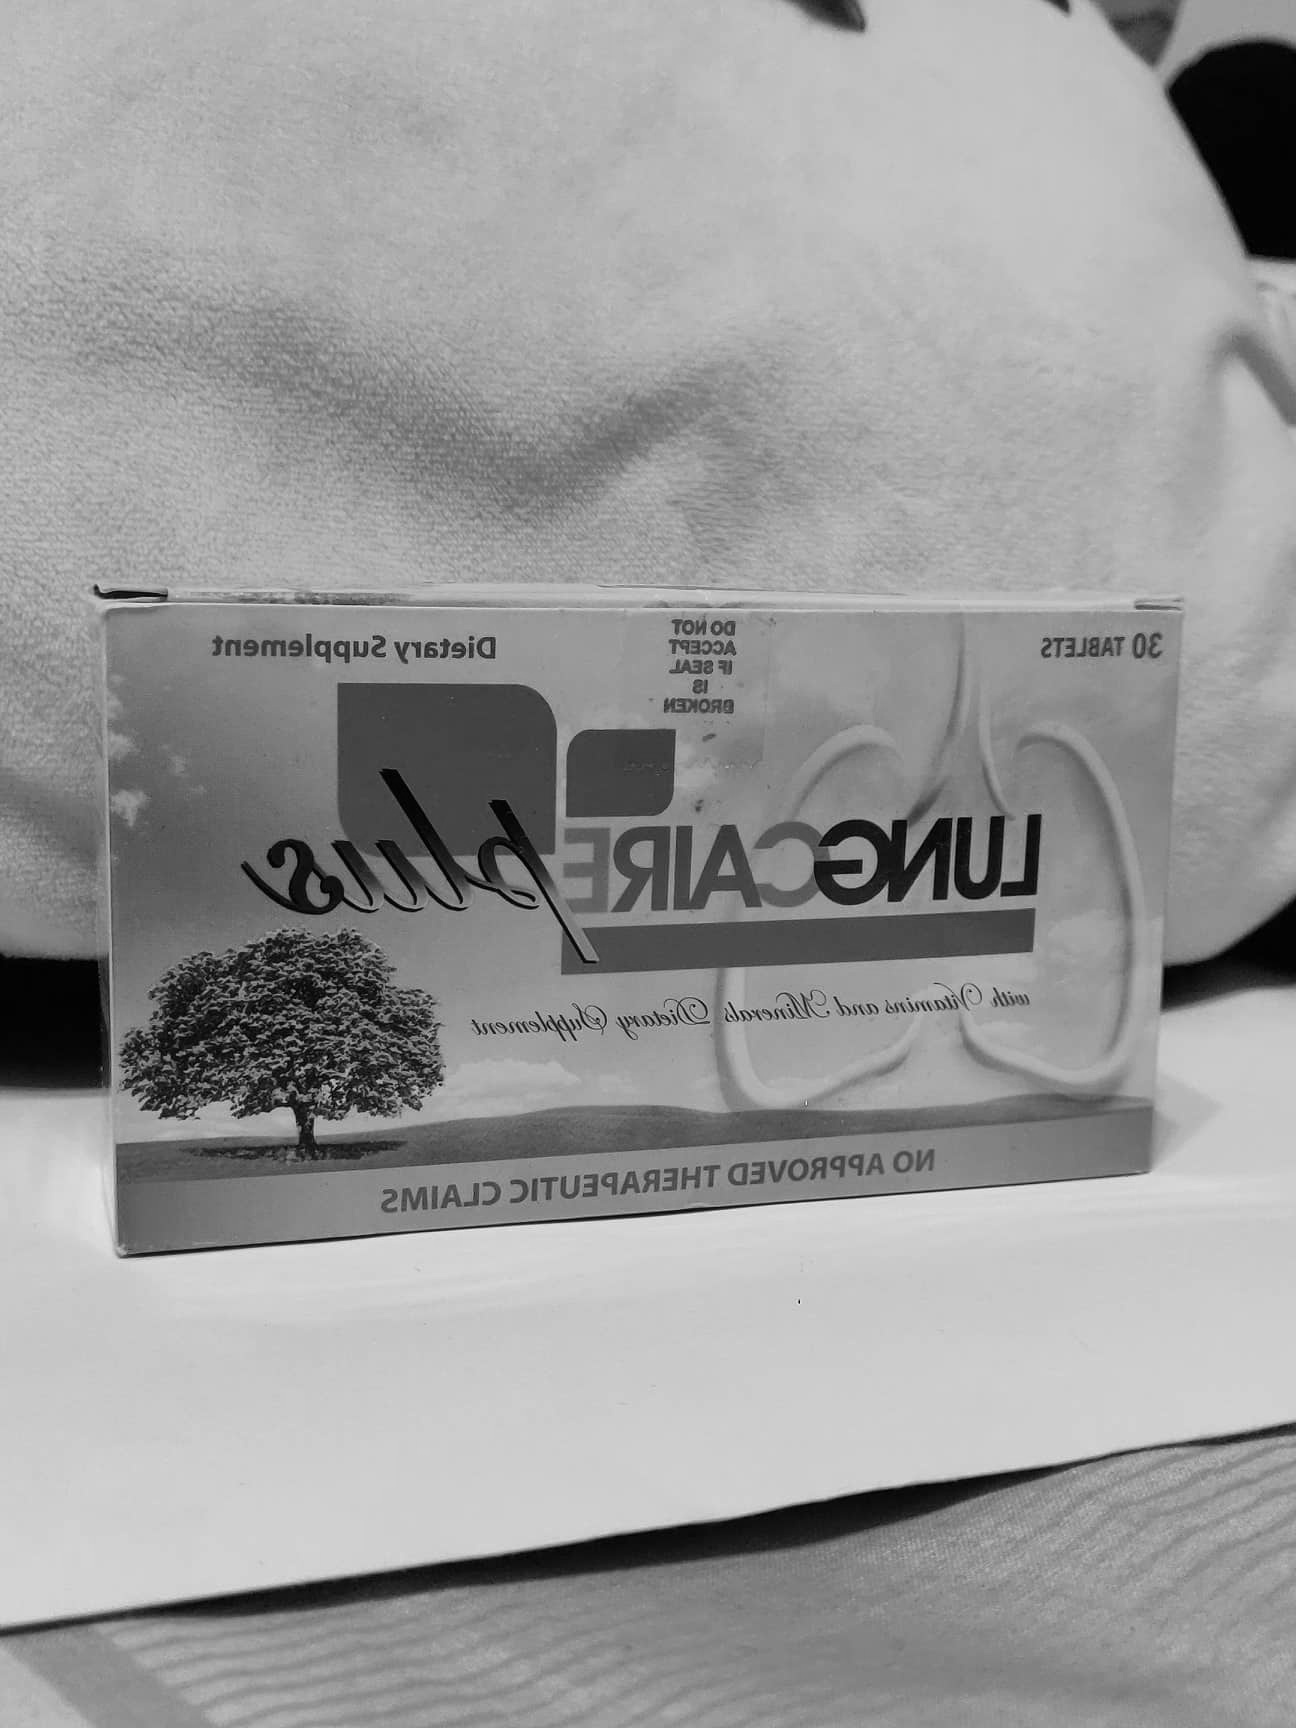 30 TABLETS
DO NOT
ACCEPT
IF SEAL
IS
BROKEN
Dietary Supplement
LUNGCAIRE plus
with Vitamins and Minerals Dietary Supplement
NO APPROVED THERAPEUTIC CLAIMS